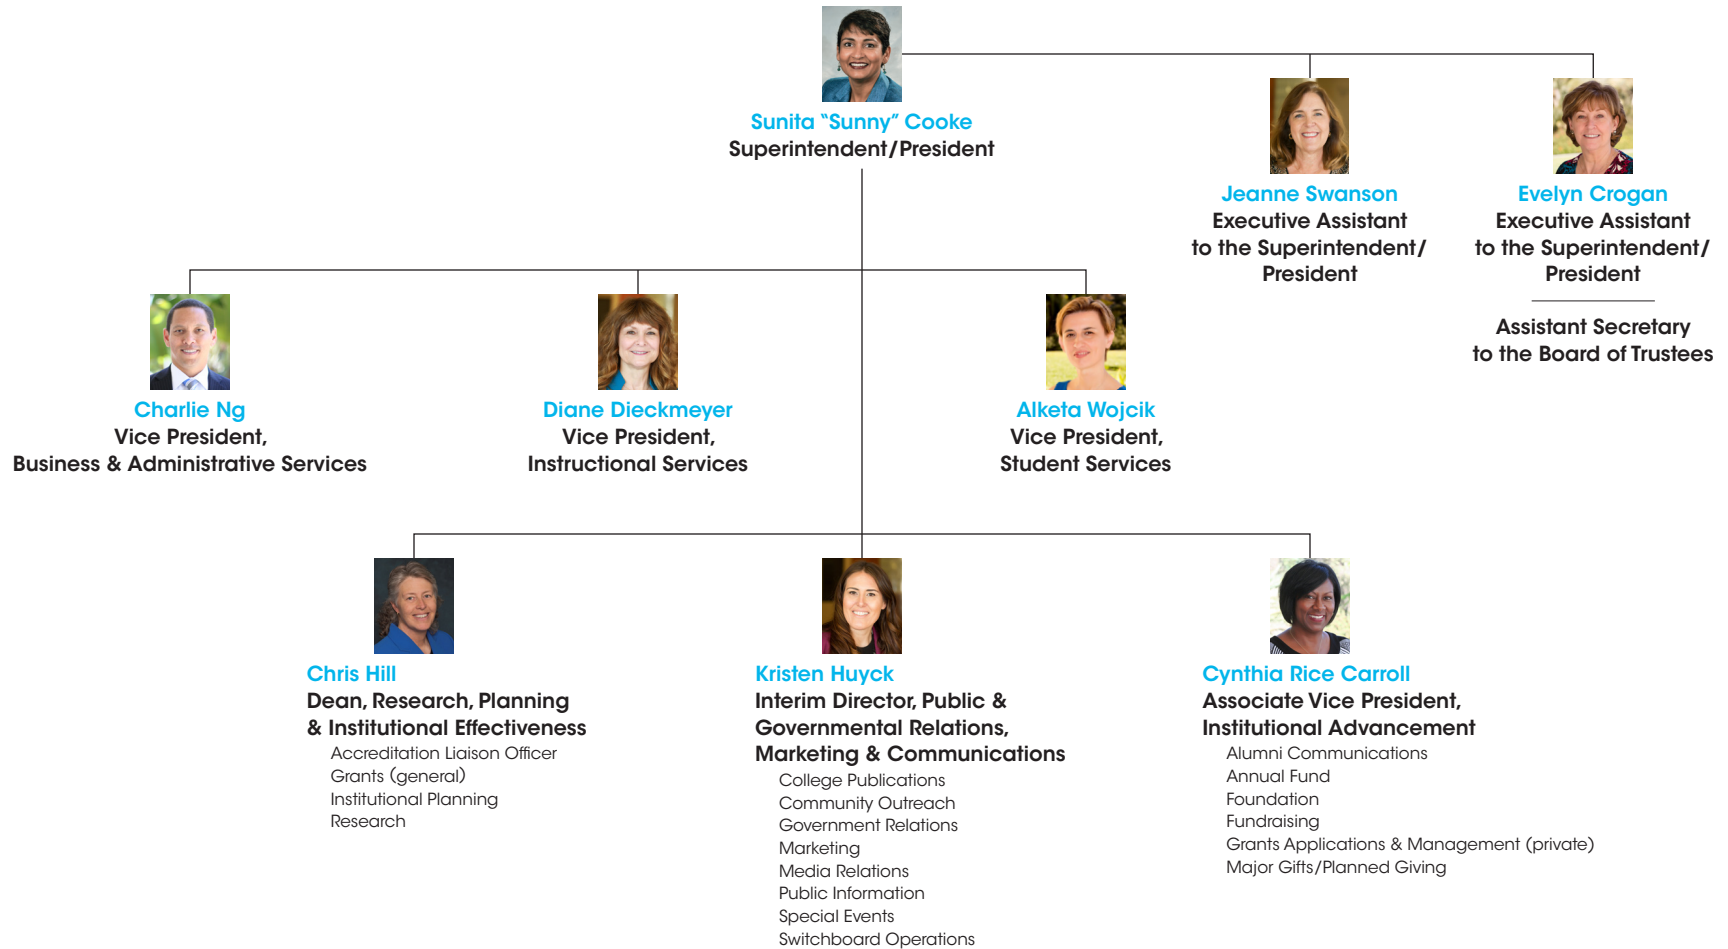 Sunita “Sunny” Cooke
Superintendent/President
Jeanne Swanson
Executive Assistant
to the Superintendent/
President
Evelyn Crogan
Executive Assistant
to the Superintendent/
President
Assistant Secretary
to the Board of Trustees
Charlie Ng
Vice President,
Business & Administrative Services
Diane Dieckmeyer
Vice President,
Instructional Services
Alketa Wojcik
Vice President,
Student Services
Chris Hill
Dean, Research, Planning
& Institutional Effectiveness
Accreditation Liaison Officer
Grants (general)
Institutional Planning
Research
Kristen Huyck
Interim Director, Public &
Governmental Relations,
Marketing & Communications
College Publications
Community Outreach
Government Relations
Marketing
Media Relations
Public Information
Special Events
Switchboard Operations
Cynthia Rice Carroll
Associate Vice President,
Institutional Advancement
Alumni Communications
Annual Fund
Foundation
Fundraising
Grants Applications & Management (private)
Major Gifts/Planned Giving